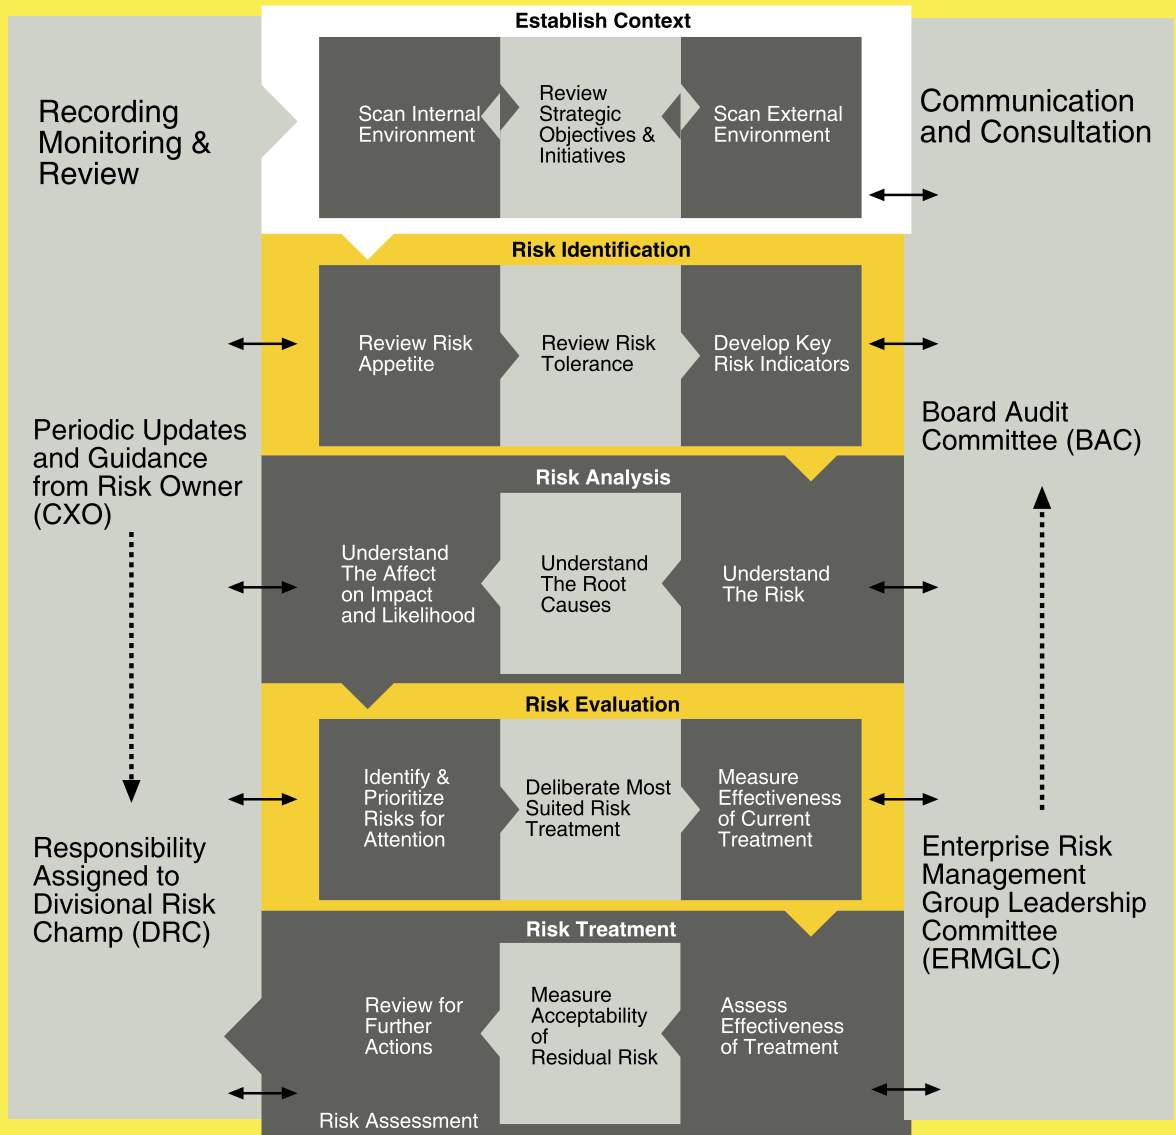 Establish Context
Recording
Monitoring &
Review
Scan Internal
Environment
Review
Strategic
Objectives &
Initiatives
Scan External
Environment
Communication
and Consultation
Risk Identification
Review Risk
Appetite
Review Risk
Tolerance
Develop Key
Risk Indicators
Periodic Updates
and Guidance
from Risk Owner
(CXO)
Board Audit
Committee (BAC)
Risk Analysis
Understand
The Affect
on Impact
and Likelihood
Understand
The Root
Causes
Understand
The Risk
Risk Evaluation
Identify &
Prioritize
Risks for
Attention
Deliberate Most
Suited Risk
Treatment
Measure
Effectiveness
of Current
Treatment
Responsibility
Assigned to
Divisional Risk
Champ (DRC)
Enterprise Risk
Management
Group Leadership
Committee
(ERMGLC)
Risk Treatment
Review for
Further
Actions
Measure
Acceptability
of
Residual Risk
Assess
Effectiveness
of Treatment
Risk Assessment